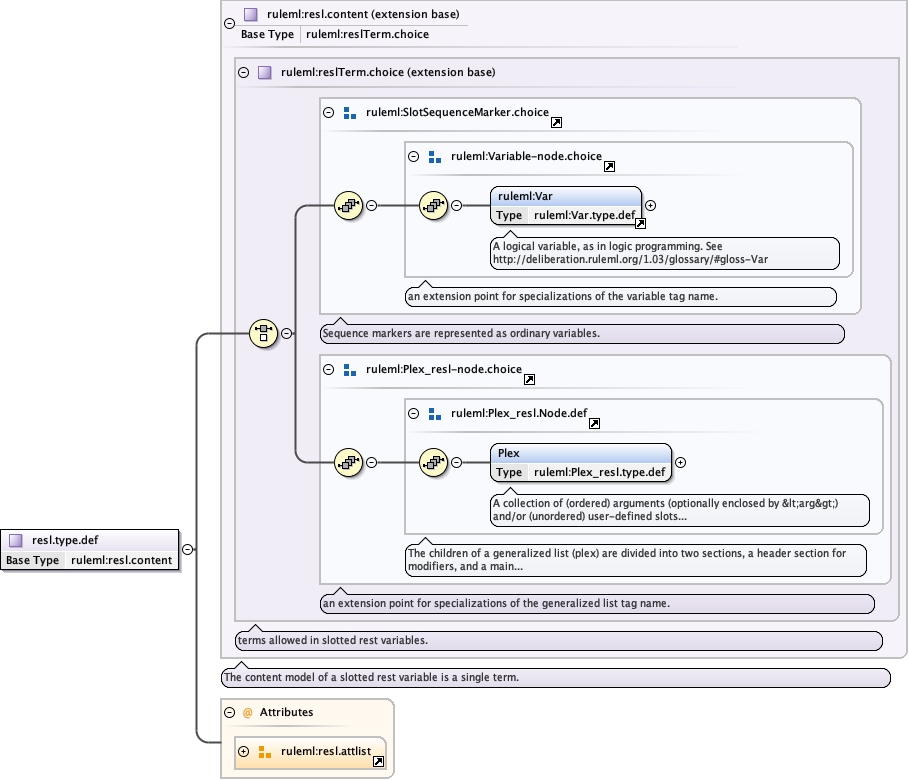 ruleml:resl.content (extension base)
Base Type ruleml:reslTerm.choice
ruleml:reslTerm.choice (extension base)
ruleml:SlotSequenceMarker.choice
ruleml:Variable-node.choice
ruleml:Var
Type ruleml:Var.type.def
A logical variable, as in logic programming. See
http://deliberation.ruleml.org/1.03/glossary/#gloss-Var
an extension point for specializations of the variable tag name.
Sequence markers are represented as ordinary variables.
ruleml:Plex_resl-node.choice
ruleml:Plex_resl.Node.def
Plex
Type ruleml:Plex_resl.type.def
A collection of (ordered) arguments (optionally enclosed by &lt;arg&gt;)
and/or (unordered) user-defined slots...
The children of a generalized list (plex) are divided into two sections, a header section for
modifiers, and a main...
an extension point for specializations of the generalized list tag name.
terms allowed in slotted rest variables.
The content model of a slotted rest variable is a single term.
resl.type.def
Base Type ruleml:resl.content
@ Attributes
ruleml:resl.attlist